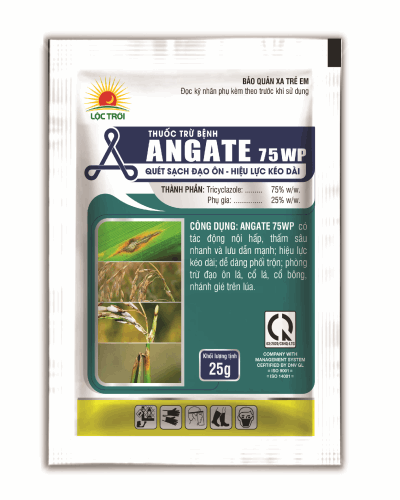 BẢO QUẢN XA TRẺ EM
Đọc kỹ nhãn phụ kèm theo trước khi sử dụng
LỘC TRỜI
THUỐC TRỪ BỆNH
ANGATE 75WP
QUÉT SẠCH ĐẠO ÔN - HIỆU LỰC KÉO DÀI
THÀNH PHẦN: Tricyclazole: ........ 75% w/w.
Phụ gia: .............. 25% w/w.
CÔNG DỤNG: ANGATE 75WP có
tác động nội hấp, thấm sâu
nhanh và lưu dẫn mạnh; hiệu lực
kéo dài; dễ dàng phối trộn; phòng
trừ đạo ôn lá, cổ lá, cổ bông,
nhánh gié trên lúa.
Khối lượng tịnh
25g
COMPANY WITH
MANAGEMENT SYSTEM
CERTIFIED BY DNV GL
= ISO 9001 =
= ISO 14001 =